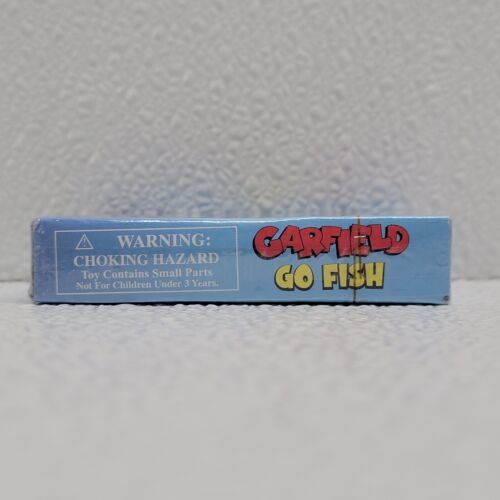 ⚠ WARNING:
CHOKING HAZARD
Toy Contains Small Parts
Not For Children Under 3 Years.
GARFIELD
GO FISH